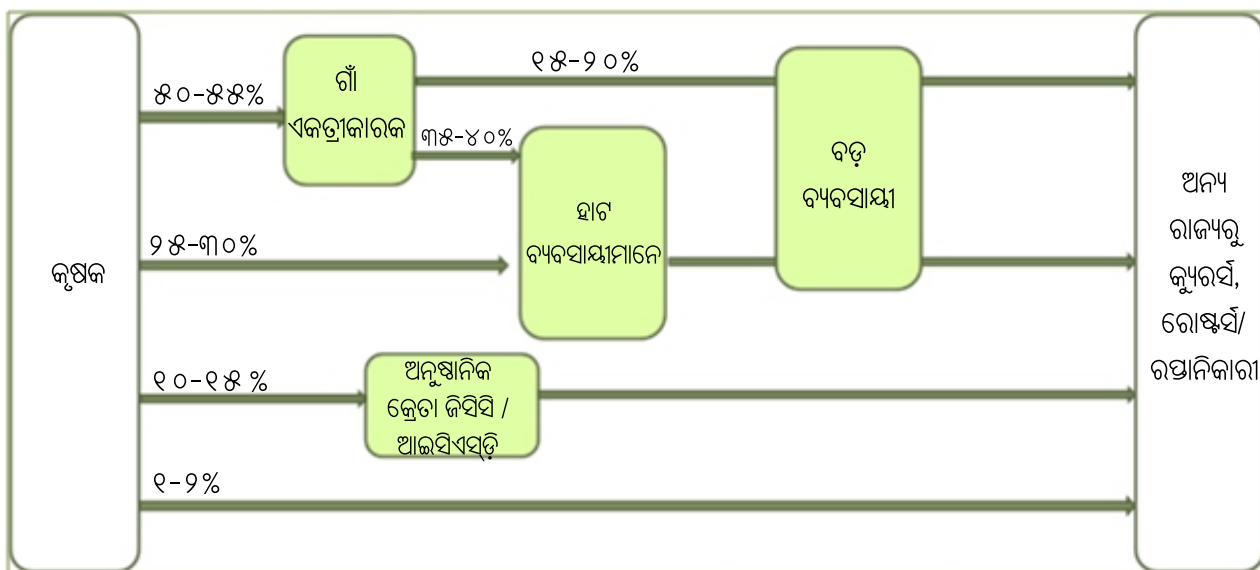 କୃଷକ
୫୦-୫୫%
ଗାଁ
ଏକତ୍ରୀକାରକ
୧୫-୨୦%
୩୫-୪୦%
ହାଟ
ବ୍ୟବସାୟୀମାନେ
ବଡ଼
ବ୍ୟବସାୟୀ
୨୫-୩୦%
୧୦-୧୫ %
ଅନୁଷ୍ଠାନିକ
କ୍ରେତା ଜିସିସି /
ଆଇସିଏସ୍‌ଡ଼ି
୧-୨%
ଅନ୍ୟ
ରାଜ୍ୟରୁ
କ୍ୟୁରର୍ସ,
ରୋଷ୍ଟର୍ସ/
ରପ୍ତାନିକାରୀ